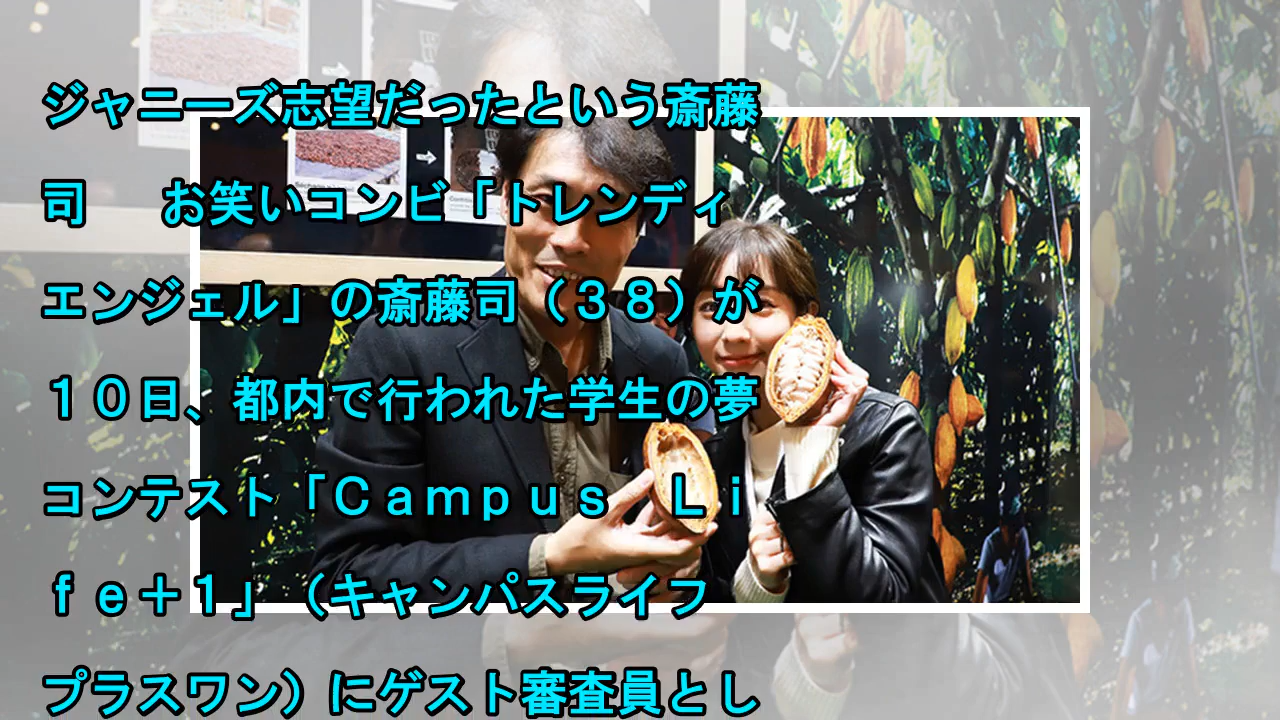 ジャニーズ志望だったという斎藤
司　お笑いコンビ「トレンディ
エンジェル」の斎藤司（３８）が
１０日、都内で行われた学生の夢
コンテスト「Ｃａｍｐｕｓ　Ｌｉ
ｆｅ＋１」（キャンパスライフ
プラスワン）にゲスト審査員とし